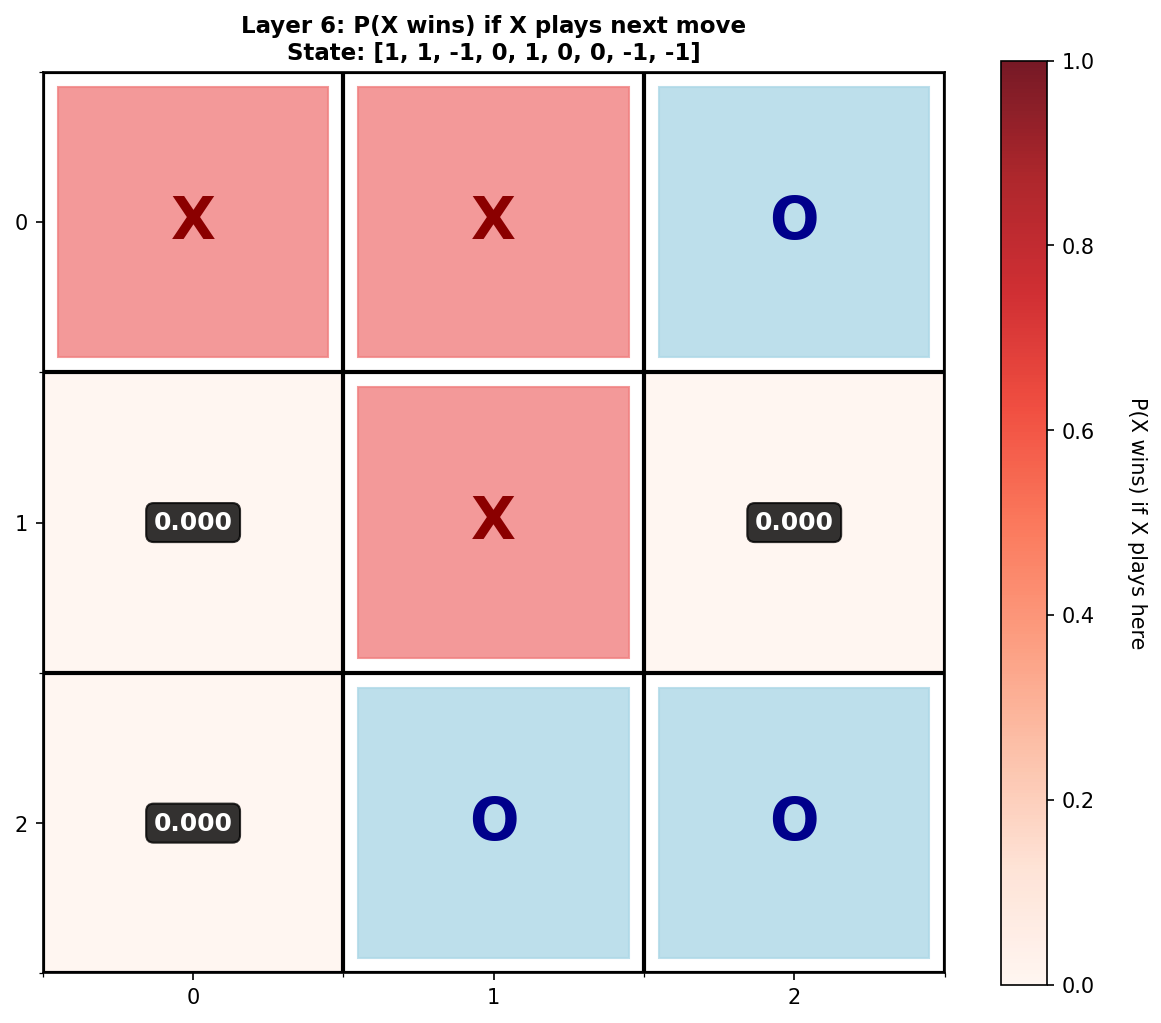 Layer 6: P(X wins) if X plays next move
State: [1, 1, -1, 0, 1, 0, 0, -1, -1]
X X O
0
0.000 X 0.000
1
0.000 O O
2
0 1 2
1.0
0.8
0.6
0.4
0.2
0.0
P(X wins) if X plays here